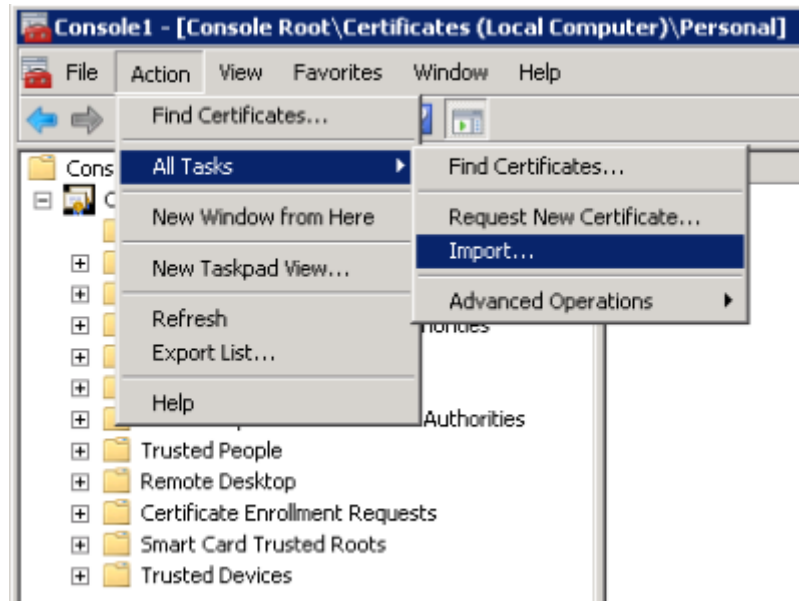 Console1 - [Console Root\Certificates (Local Computer)\Personal]
File Action View Favorites Window Help
Find Certificates...
All Tasks
New Window from Here
New Taskpad View...
Refresh
Export List...
Help
Find Certificates...
Request New Certificate...
Import...
Advanced Operations
Cons
C
Authorities
Trusted People
Remote Desktop
Certificate Enrollment Requests
Smart Card Trusted Roots
Trusted Devices